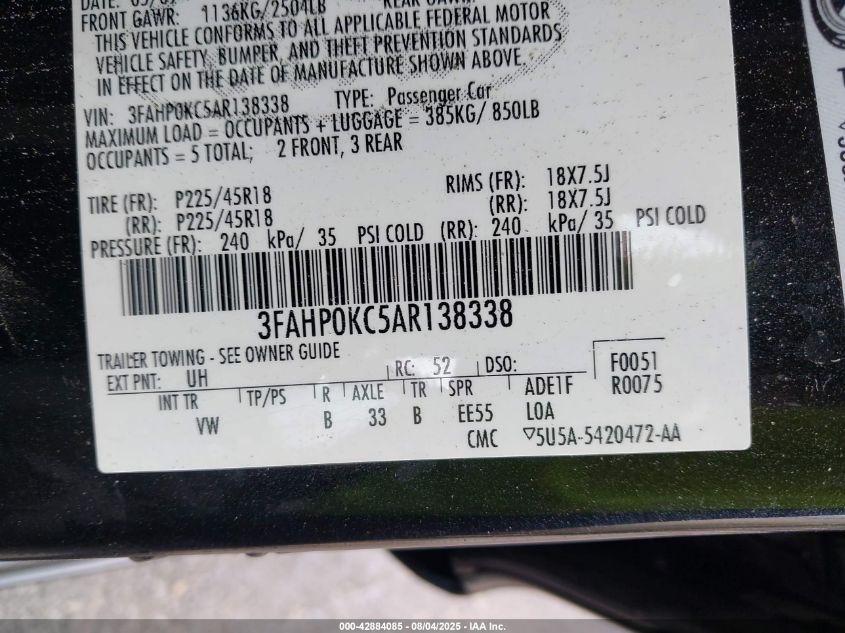 FRONT GAWR: 1136KG/2504LB
THIS VEHICLE CONFORMS TO ALL APPLICABLE FEDERAL MOTOR
VEHICLE SAFETY, BUMPER, AND THEFT PREVENTION STANDARDS
IN EFFECT ON THE DATE OF MANUFACTURE SHOWN ABOVE.
VIN: 3FAHP0KC5AR138338 TYPE: Passenger Car
MAXIMUM LOAD = OCCUPANTS + LUGGAGE = 385KG/ 850LB
OCCUPANTS = 5 TOTAL; 2 FRONT, 3 REAR
TIRE (FR): P225/45R18 RIMS (FR): 18X7.5J
(RR): P225/45R18 (RR): 18X7.5J
PRESSURE (FR): 240 kPa/ 35 PSI COLD (RR): 240 kPa/ 35 PSI COLD
3FAHP0KC5AR138338
TRAILER TOWING - SEE OWNER GUIDE
EXT PNT: UH RC: 52 DSO: F0051
INT TR TP/PS R AXLE TR SPR ADE1F R0075
VW B 33 B EE55 LOA
CMC ▽5U5A-5420472-AA
000-42884085 - 08/04/2025 - IAA Inc.